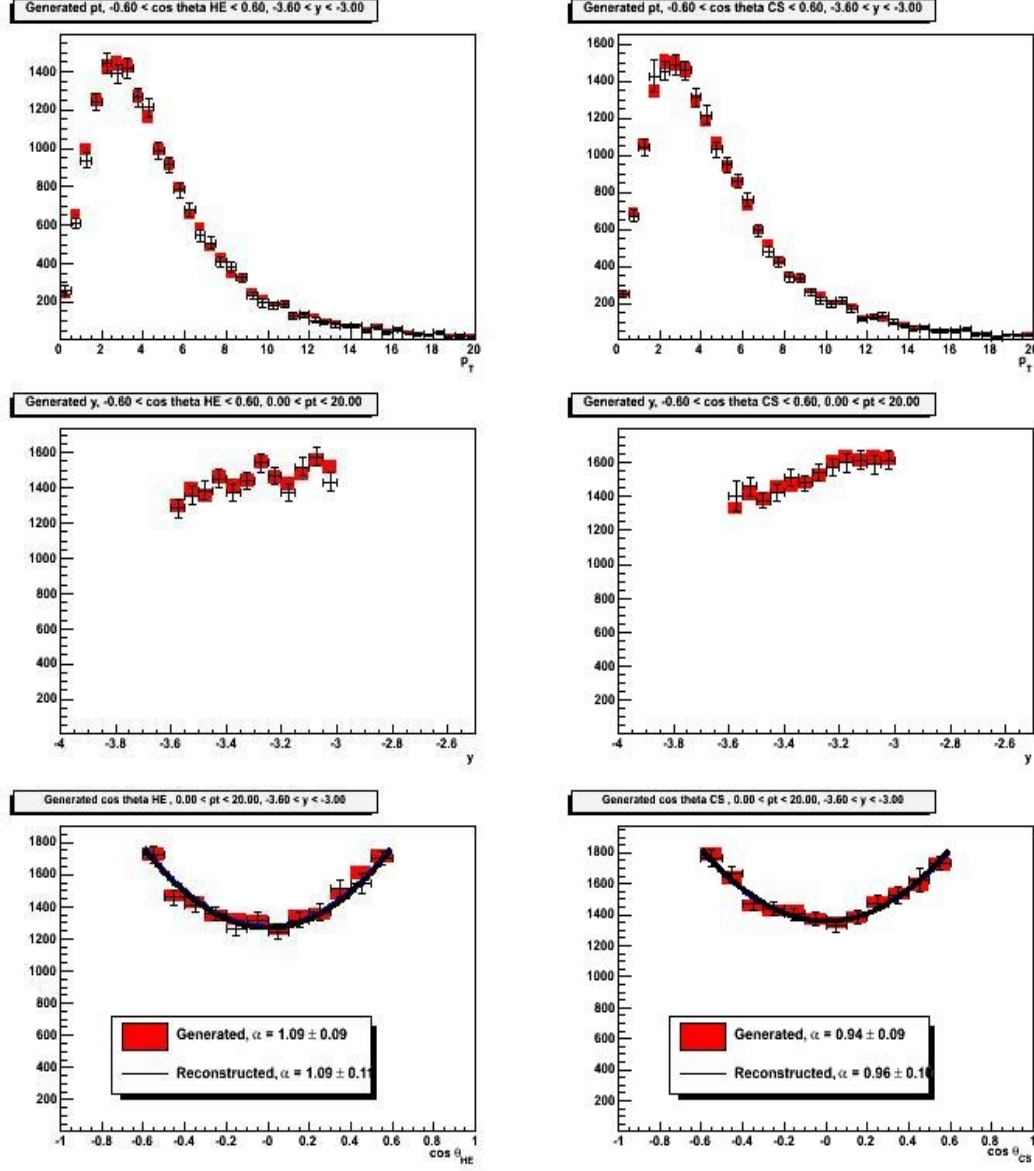 Generated pt, -0.60 < cos theta HE < 0.60, -3.60 < y < -3.00
1400
1200
1000
800
600
400
200
0 2 4 6 8 10 12 14 16 18 20
P_T
Generated pt, -0.60 < cos theta CS < 0.60, -3.60 < y < -3.00
1600
1400
1200
1000
800
600
400
200
0 2 4 6 8 10 12 14 16 18 20
P_T
Generated y, -0.60 < cos theta HE < 0.60, 0.00 < pt < 20.00
1600
1400
1200
1000
800
600
400
200
-4 -3.8 -3.6 -3.4 -3.2 -3 -2.8 -2.6
y
Generated y, -0.60 < cos theta CS < 0.60, 0.00 < pt < 20.00
1600
1400
1200
1000
800
600
400
200
-4 -3.8 -3.6 -3.4 -3.2 -3 -2.8 -2.6
y
Generated cos theta HE , 0.00 < pt < 20.00, -3.60 < y < -3.00
1800
1600
1400
1200
1000
800
600
400
200
Generated, α = 1.09 ± 0.09
Reconstructed, α = 1.09 ± 0.11
-1 -0.8 -0.6 -0.4 -0.2 -0 0.2 0.4 0.6 0.8 1
cos θ_HE
Generated cos theta CS , 0.00 < pt < 20.00, -3.60 < y < -3.00
1800
1600
1400
1200
1000
800
600
400
200
Generated, α = 0.94 ± 0.09
Reconstructed, α = 0.96 ± 0.10
-1 -0.8 -0.6 -0.4 -0.2 -0 0.2 0.4 0.6 0.8 1
cos θ_CS